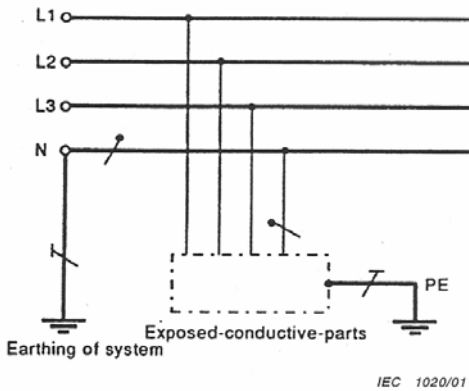 L1
L2
L3
N
PE
Exposed-conductive-parts
Earthing of system
IEC 1020/01